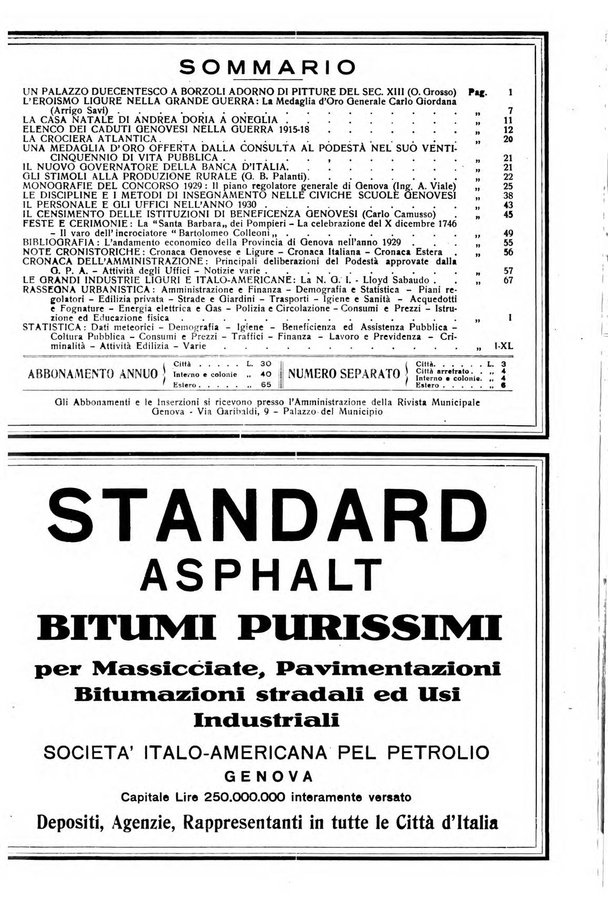 SOMMARIO
UN PALAZZO DUECENTESCO A BORZOLI ADORNO DI PITTURE DEL SEC. XIII (O. Grosso) Pag. 1
L'EROISMO LIGURE NELLA GRANDE GUERRA: La Medaglia d'Oro Generale Carlo Giordana
(Arrigo Savi) . . . . . . . . . „ 7
LA CASA NATALE DI ANDREA DORIA A ONEGLIA . . . . . „ 11
ELENCO DEI CADUTI GENOVESI NELLA GUERRA 1915-18 . . . . „ 12
LA CROCIERA ATLANTICA . . . . . . . . „ 20
UNA MEDAGLIA D'ORO OFFERTA DALLA CONSULTA AL PODESTÀ NEL SUO VENTI-
CINQUENNIO DI VITA PUBBLICA . . . . . . . „ 21
IL NUOVO GOVERNATORE DELLA BANCA D'ITALIA . . . . . „ 21
GLI STIMOLI ALLA PRODUZIONE RURALE (G. B. Palanti) . . . . „ 22
MONOGRAFIE DEL CONCORSO 1929: Il piano regolatore generale di Genova (Ing. A. Viale) „ 25
LE DISCIPLINE E I METODI DI INSEGNAMENTO NELLE CIVICHE SCUOLE GENOVESI „ 38
IL PERSONALE E GLI UFFICI NELL'ANNO 1930 . . . . . „ 43
IL CENSIMENTO DELLE ISTITUZIONI DI BENEFICENZA GENOVESI (Carlo Camusso) . „ 45
FESTE E CERIMONIE: La "Santa Barbara„ dei Pompieri - La celebrazione del X dicembre 1746
- Il varo dell'incrociatore "Bartolomeo Colleoni„ . . . . . „ 49
BIBLIOGRAFIA: L'andamento economico della Provincia di Genova nell'anno 1929 . . „ 55
NOTE CRONISTORICHE: Cronaca Genovese e Ligure - Cronaca Italiana - Cronaca Estera . „ 56
CRONACA DELL'AMMINISTRAZIONE: Principali deliberazioni del Podestà approvate dalla
G. P. A. - Attività degli Uffici - Notizie varie . . . . . . „ 57
LE GRANDI INDUSTRIE LIGURI E ITALO-AMERICANE: La N. G. I. - Lloyd Sabaudo . „ 67
RASSEGNA URBANISTICA: Amministrazione e Finanza - Demografia e Statistica - Piani re-
golatori - Edilizia privata - Strade e Giardini - Trasporti - Igiene e Sanità - Acquedotti
e Fognature - Energia elettrica e Gas - Polizia e Circolazione - Consumi e Prezzi - Istru-
zione ed Educazione fisica . . . . . . . . „ I
STATISTICA: Dati meteorici - Demografia - Igiene - Beneficienza ed Assistenza Pubblica -
Coltura Pubblica - Consumi e Prezzi - Traffici - Finanza - Lavoro e Previdenza - Cri-
minalità - Attività Edilizia - Varie . . . . . . . „ I-XL
ABBONAMENTO ANNUO
Città . . . . . L. 30
Interno e colonie „ 40
Estero . . . . . „ 65
NUMERO SEPARATO
Città . . . . . . L. 3
Città arretrato . . „ 4
Interno e colonie . „ 4
Estero . . . . . „ 6
Gli Abbonamenti e le Inserzioni si ricevono presso l'Amministrazione della Rivista Municipale
Genova - Via Garibaldi, 9 - Palazzo del Municipio
STANDARD
ASPHALT
BITUMI PURISSIMI
per Massicciate, Pavimentazioni
Bitumazioni stradali ed Usi
Industriali
SOCIETA' ITALO-AMERICANA PEL PETROLIO
GENOVA
Capitale Lire 250.000.000 interamente versato
Depositi, Agenzie, Rappresentanti in tutte le Città d'Italia